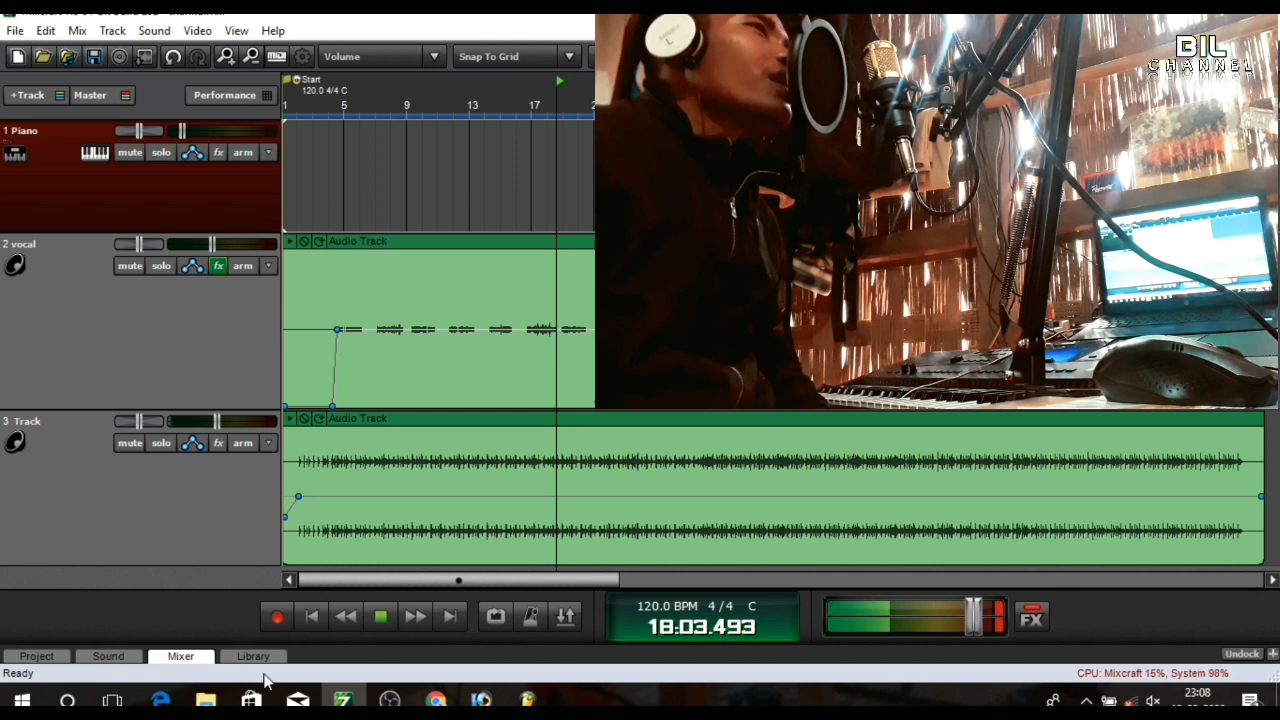 File Edit Mix Track Sound Video View Help
BIL
CHANNEL
Volume
Snap To Grid
Start
120.0 4/4 C
+Track Master Performance
1 5 9 13 17
1 Piano
mute solo fx arm
2 vocal
Audio Track
mute solo fx arm
3 Track
Audio Track
mute solo fx arm
120.0 BPM 4/4 C
18:03.493
FX
Project Sound Mixer Library
Undock
Ready
CPU: Mixcraft 15%, System 98%
23:08